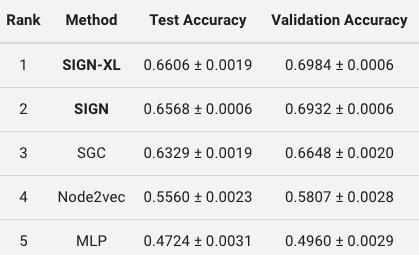 Rank Method Test Accuracy Validation Accuracy
1 SIGN-XL 0.6606 ± 0.0019 0.6984 ± 0.0006
2 SIGN 0.6568 ± 0.0006 0.6932 ± 0.0006
3 SGC 0.6329 ± 0.0019 0.6648 ± 0.0020
4 Node2vec 0.5560 ± 0.0023 0.5807 ± 0.0028
5 MLP 0.4724 ± 0.0031 0.4960 ± 0.0029